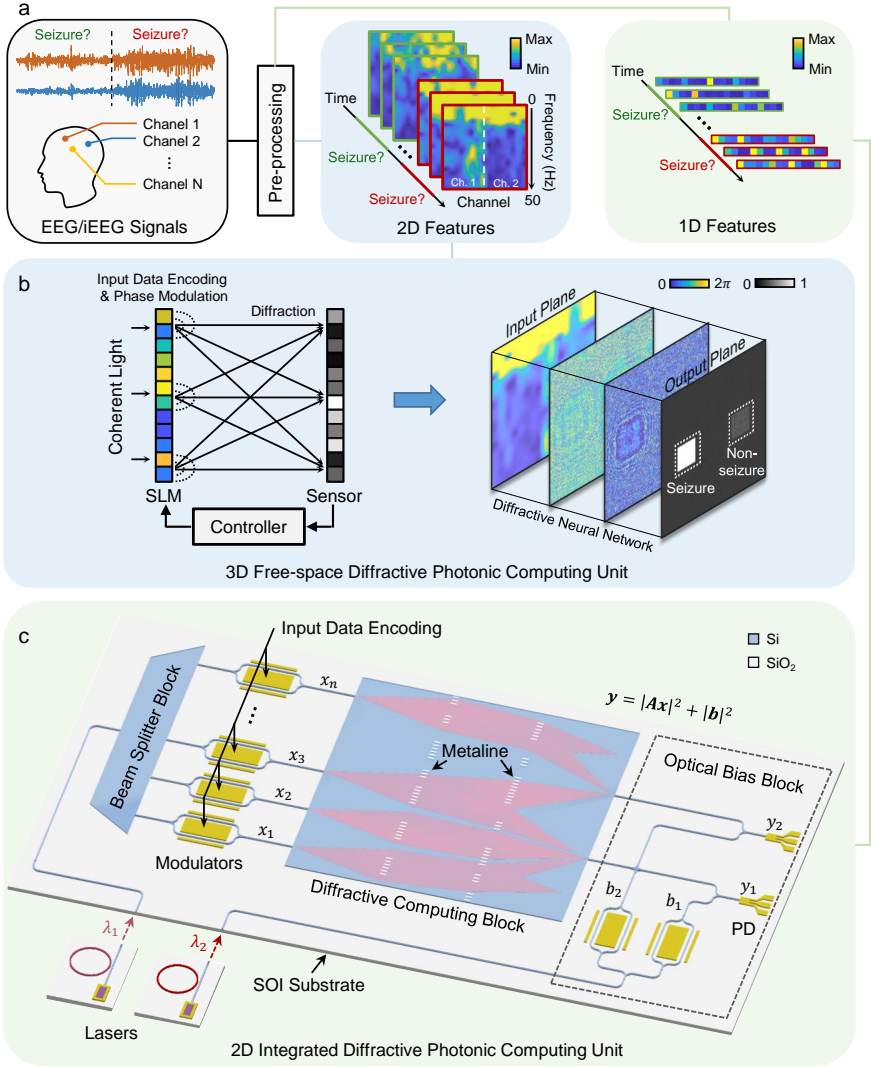 a
Seizure?
Seizure?
Chanel 1
Chanel 2
⋮
Chanel N
EEG/iEEG Signals
Pre-processing
Max
Min
Time
Seizure?
Seizure?
Ch. 1
Ch. 2
Channel
0
Frequency (Hz)
50
2D Features
Max
Min
Time
Seizure?
Seizure?
1D Features
b
Input Data Encoding
& Phase Modulation
Diffraction
Coherent Light
SLM
Sensor
Controller
0 2π
0 1
Input Plane
Output Plane
Seizure
Non-
seizure
Diffractive Neural Network
3D Free-space Diffractive Photonic Computing Unit
c
Input Data Encoding
Si
SiO₂
Beam Splitter Block
xₙ
x₃
x₂
x₁
Modulators
Metaline
Diffractive Computing Block
y = |Ax|² + |b|²
Optical Bias Block
y₂
y₁
b₂
b₁
PD
λ₁
λ₂
Lasers
SOI Substrate
2D Integrated Diffractive Photonic Computing Unit